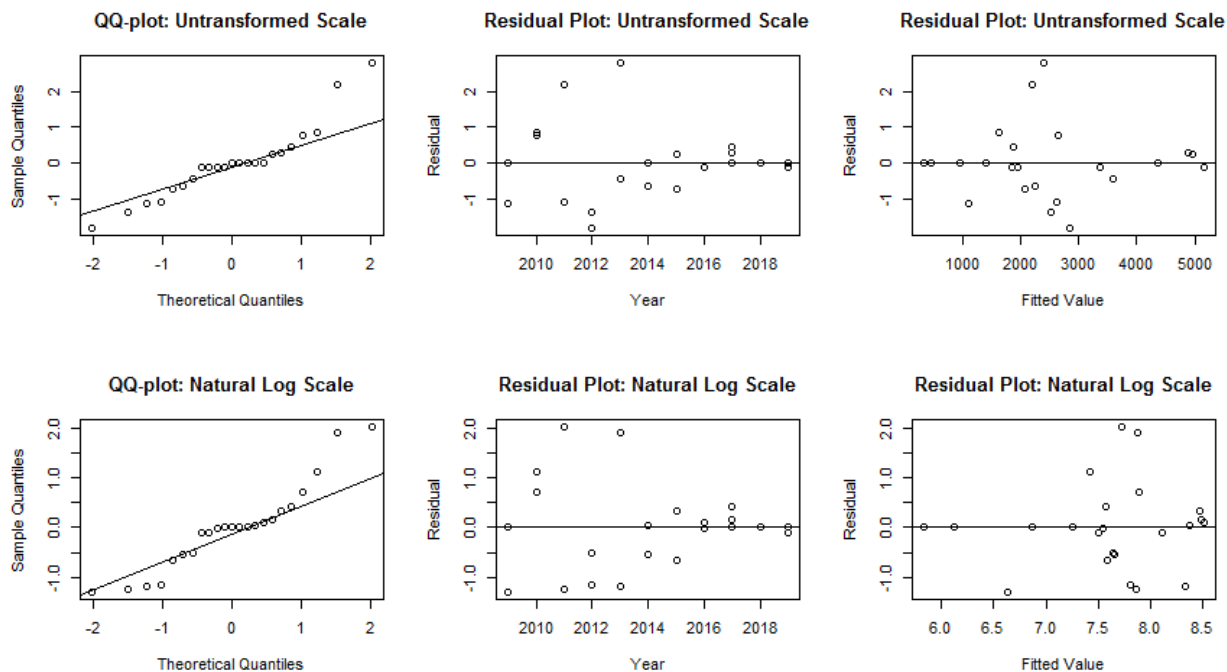 QQ-plot: Untransformed Scale
Sample Quantiles
2
1
0
-1
-2 -1 0 1 2
Theoretical Quantiles
Residual Plot: Untransformed Scale
Residual
2
1
0
-1
2010 2012 2014 2016 2018
Year
Residual Plot: Untransformed Scale
Residual
2
1
0
-1
1000 2000 3000 4000 5000
Fitted Value
QQ-plot: Natural Log Scale
Sample Quantiles
2.0
1.0
0.0
-1.0
-2 -1 0 1 2
Theoretical Quantiles
Residual Plot: Natural Log Scale
Residual
2.0
1.0
0.0
-1.0
2010 2012 2014 2016 2018
Year
Residual Plot: Natural Log Scale
Residual
2.0
1.0
0.0
-1.0
6.0 6.5 7.0 7.5 8.0 8.5
Fitted Value